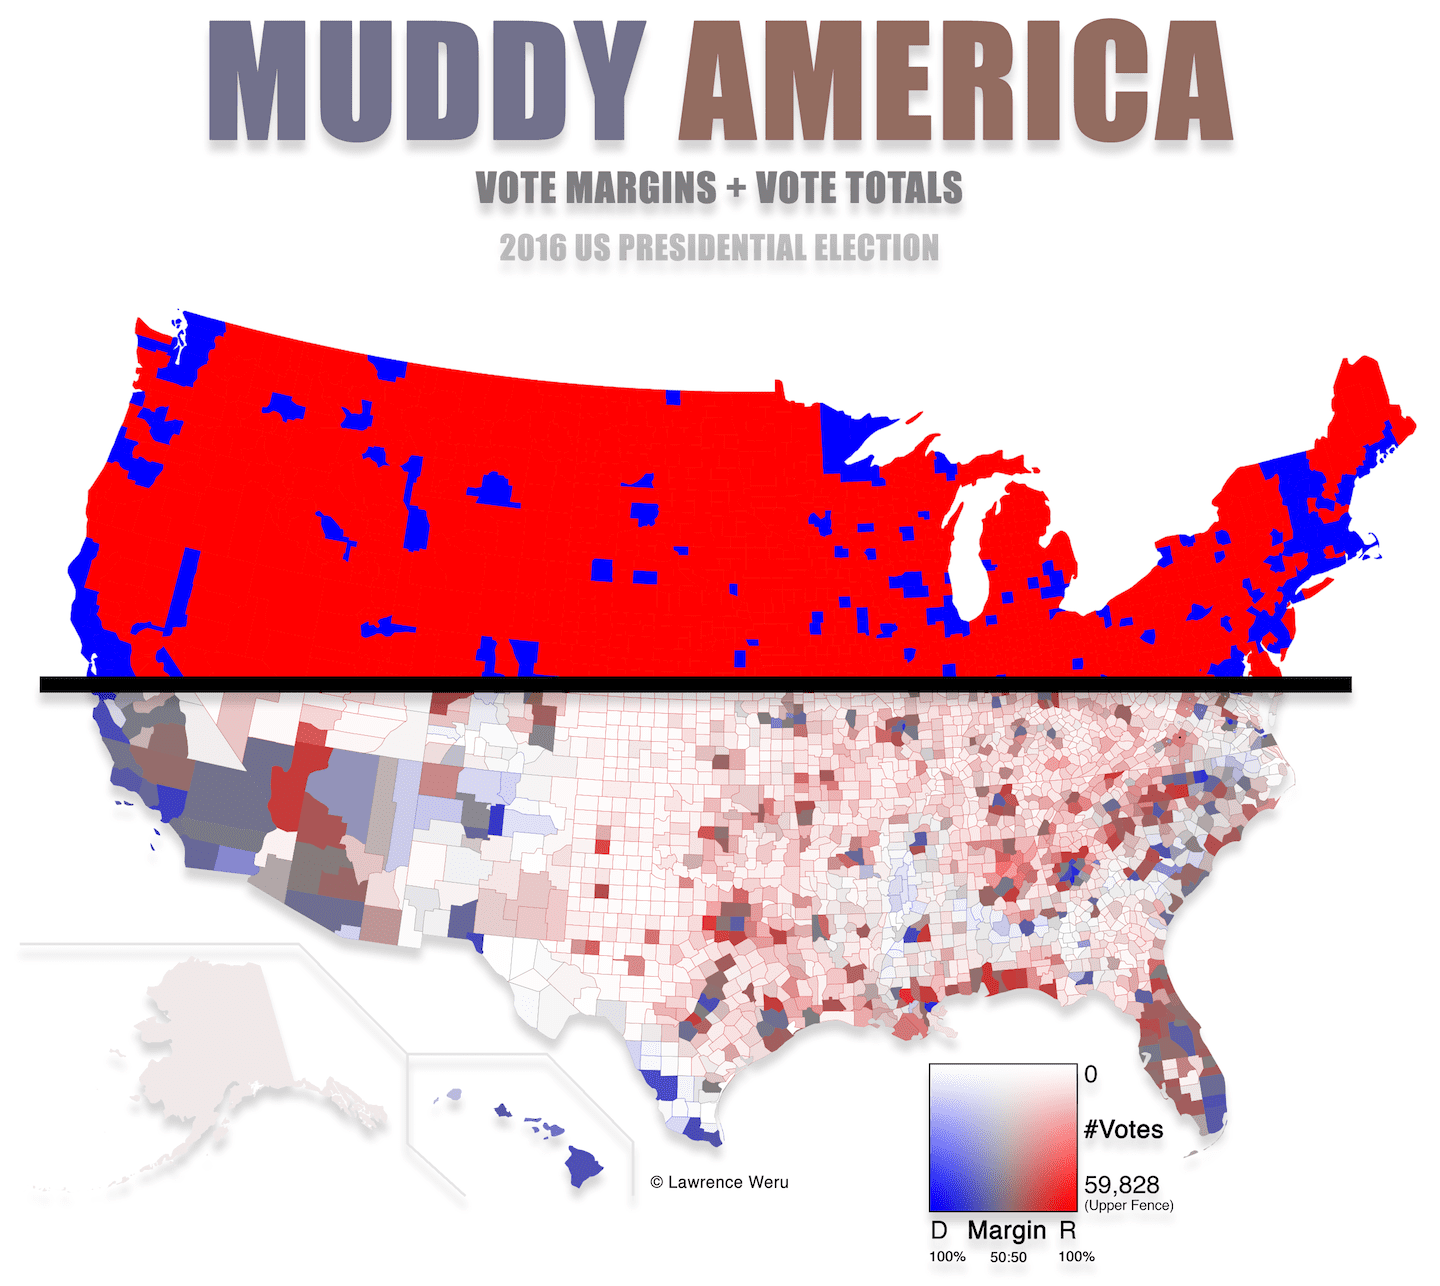 MUDDY AMERICA
VOTE MARGINS + VOTE TOTALS
2016 US PRESIDENTIAL ELECTION
0
#Votes
59,828
(Upper Fence)
D Margin R
100% 50:50 100%
© Lawrence Weru